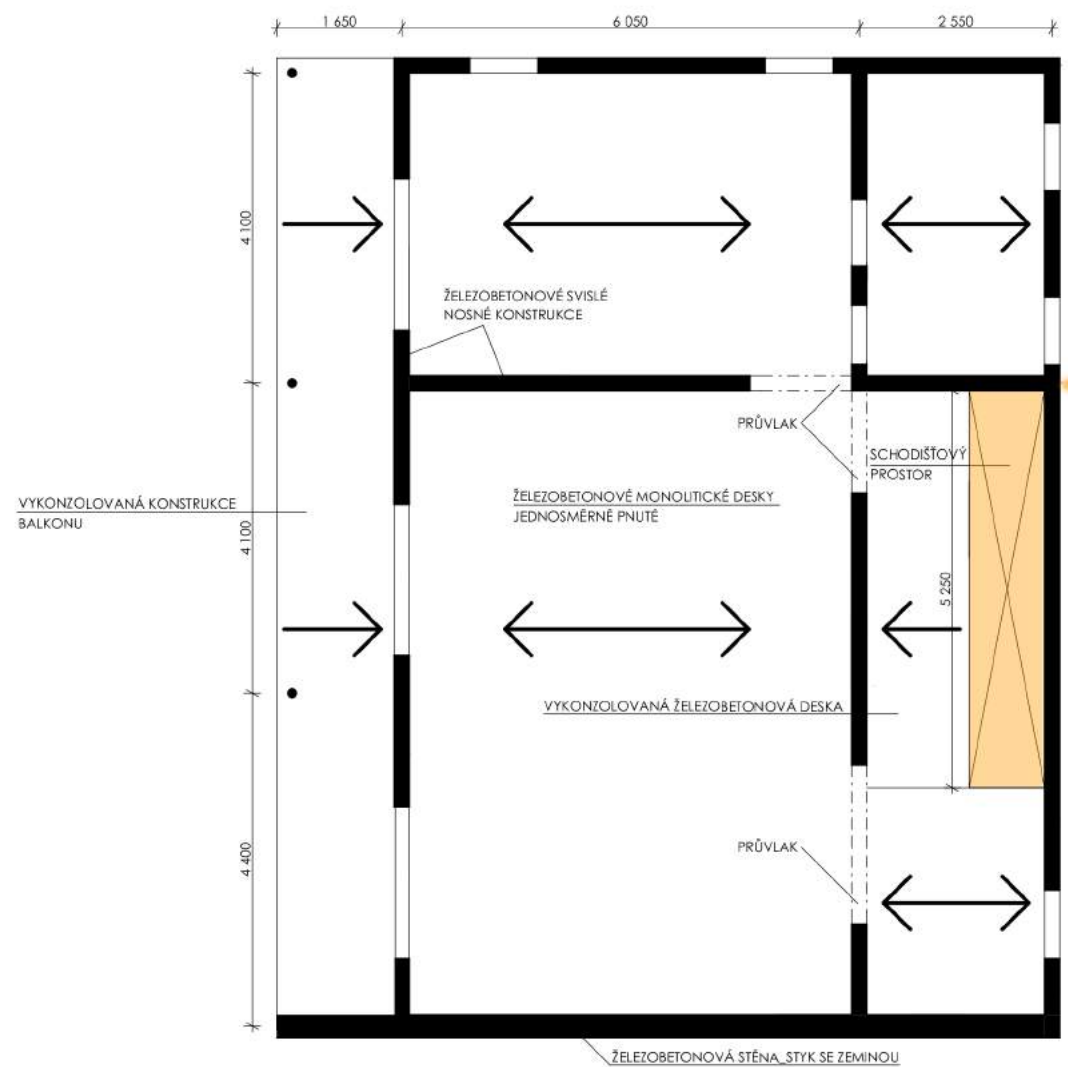 1 650
6 050
2 550
4 100
ŽELEZOBETONOVÉ SVISLÉ
NOSNÉ KONSTRUKCE
PRŮVLAK
SCHODIŠŤOVÝ
PROSTOR
VYKONZOLOVANÁ KONSTRUKCE
BALKONU
ŽELEZOBETONOVÉ MONOLITICKÉ DESKY
JEDNOSMĚRNĚ PNUTÉ
4 100
5 250
VYKONZOLOVANÁ ŽELEZOBETONOVÁ DESKA
PRŮVLAK
4 400
ŽELEZOBETONOVÁ STĚNA_STYK SE ZEMINOU